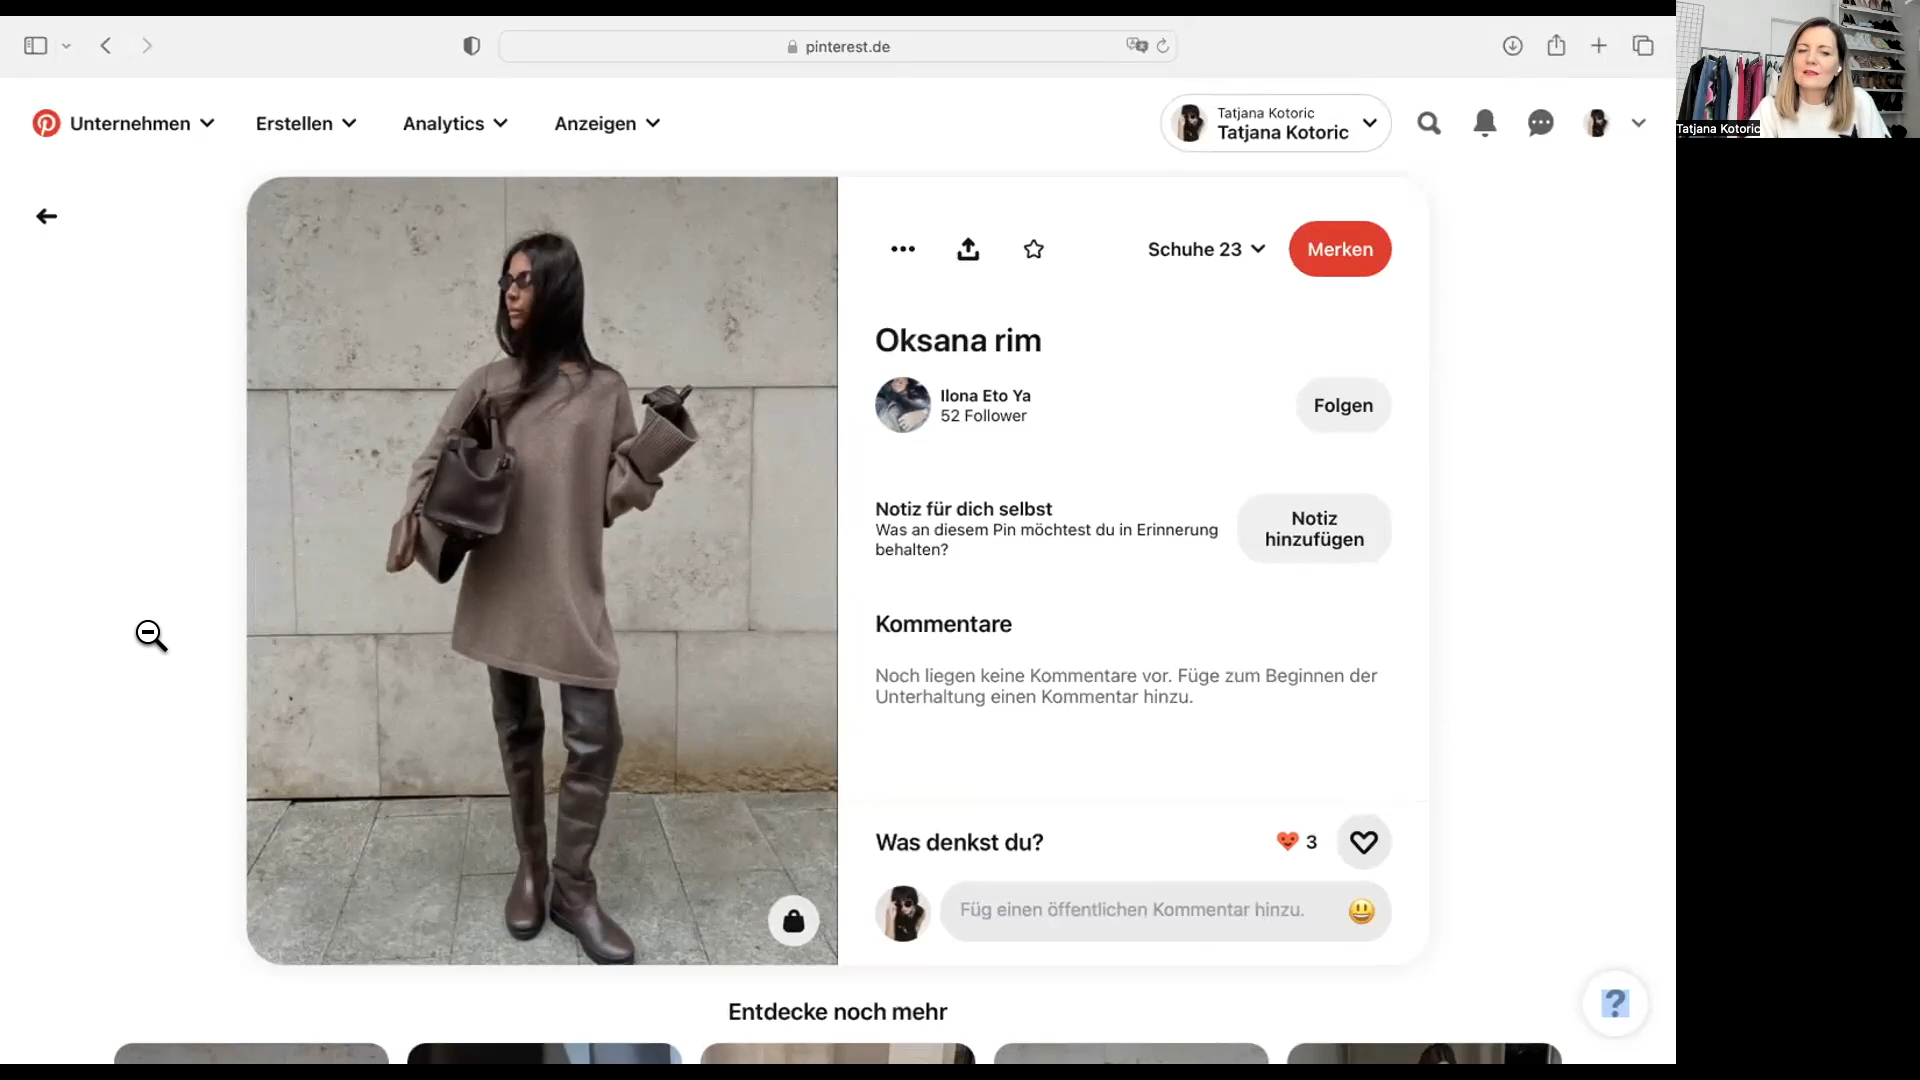 pinterest.de
Unternehmen
Erstellen
Analytics
Anzeigen
Tatjana Kotoric
Tatjana Kotoric
Tatjana Kotoric
Schuhe 23
Merken
Oksana rim
Ilona Eto Ya
52 Follower
Folgen
Notiz für dich selbst
Was an diesem Pin möchtest du in Erinnerung
behalten?
Notiz
hinzufügen
Kommentare
Noch liegen keine Kommentare vor. Füge zum Beginnen der
Unterhaltung einen Kommentar hinzu.
Was denkst du?
3
Füg einen öffentlichen Kommentar hinzu.
?
Entdecke noch mehr